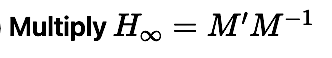 Multiply H∞ = M′M⁻¹